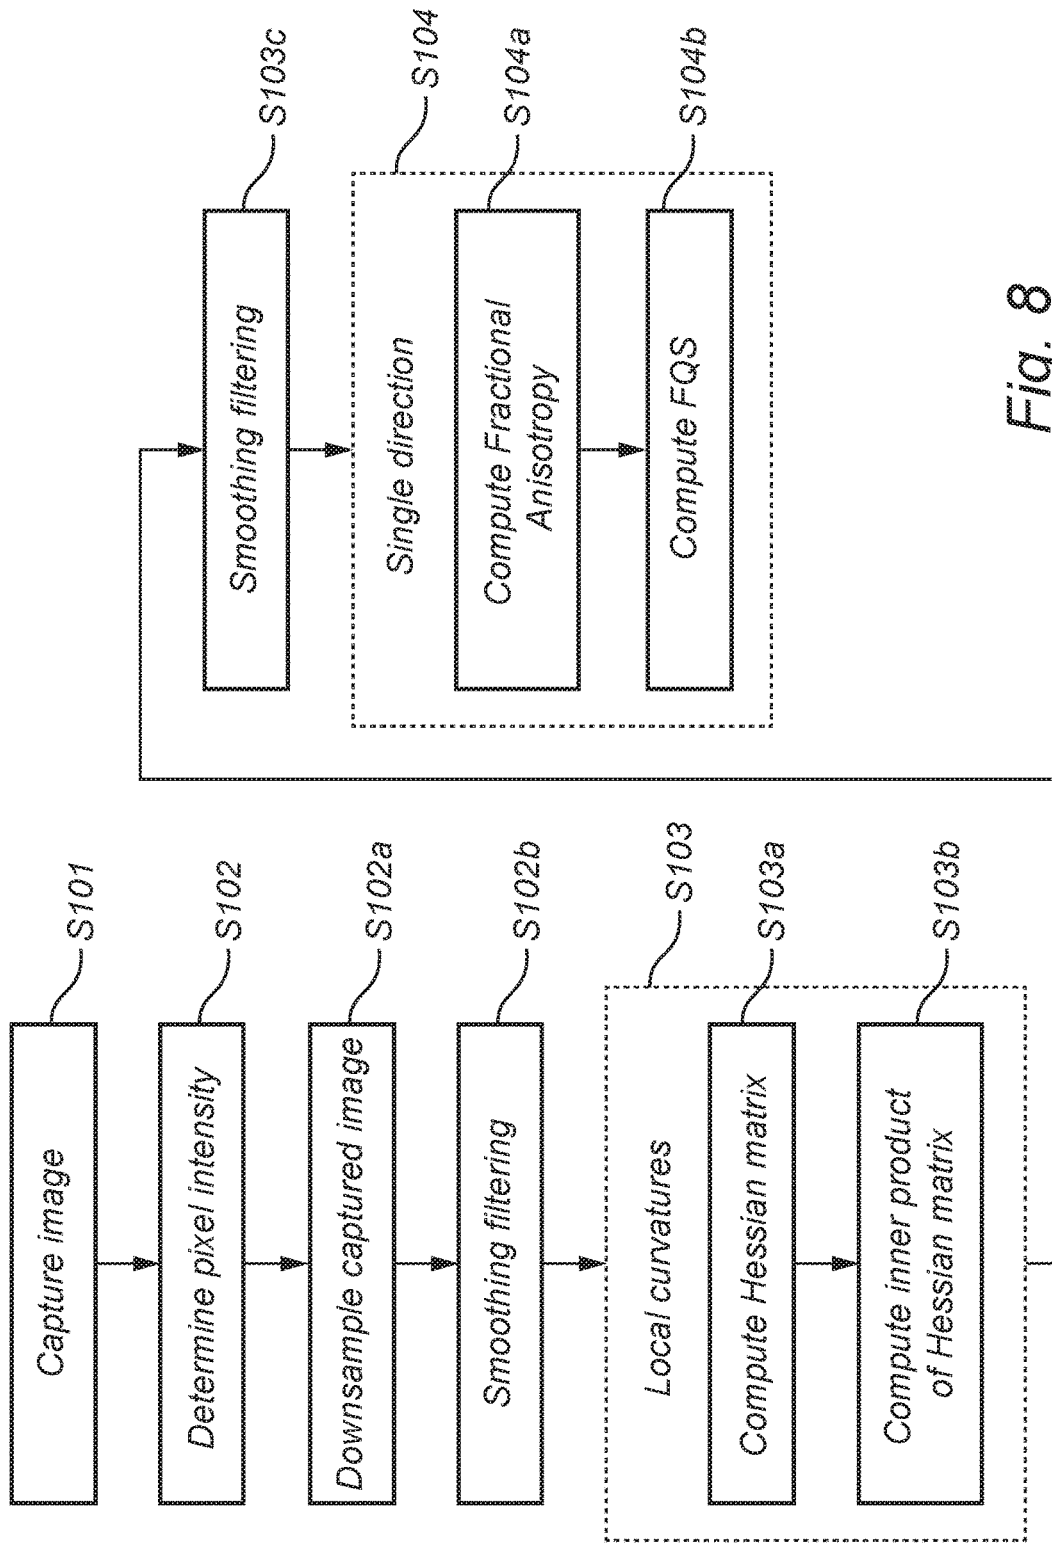 Capture image
S101
Determine pixel intensity
S102
Downsample captured image
S102a
Smoothing filtering
S102b
Local curvatures
S103
Compute Hessian matrix
S103a
Compute inner product
of Hessian matrix
S103b
Smoothing filtering
S103c
Single direction
S104
Compute Fractional
Anisotropy
S104a
Compute FQS
S104b
Fig. 8